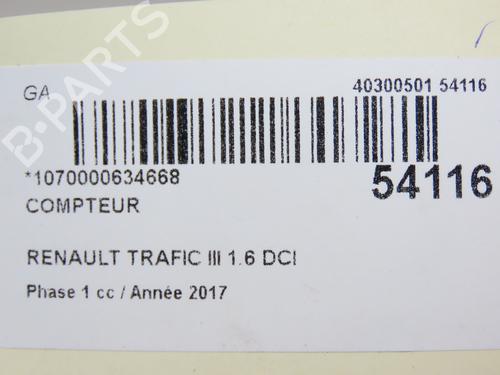 GA
40300501 54116
*1070000634668
54116
COMPTEUR
RENAULT TRAFIC III 1.6 DCI
Phase 1 cc / Année 2017
B-PARTS